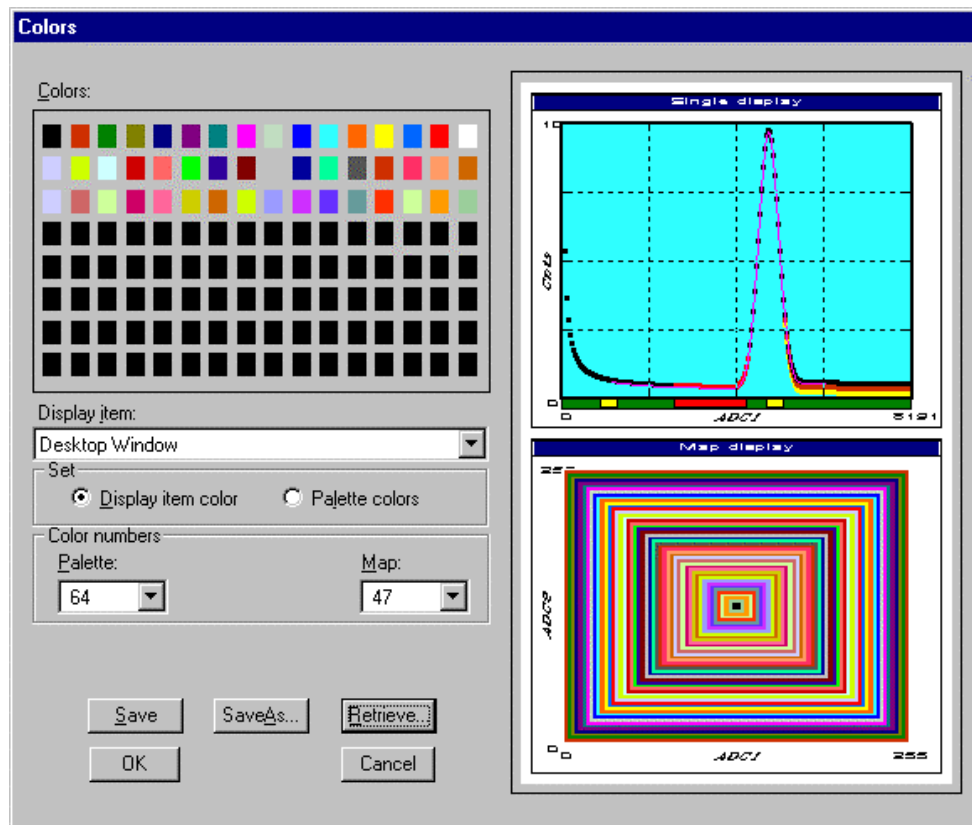 Colors
Colors:
Display item:
Desktop Window
Set
Display item color
Palette colors
Color numbers
Palette:
Map:
64
47
Save
SaveAs...
Retrieve...
OK
Cancel
Single display
10
0
0
ADC1
8191
Map display
255
ADC2
0
0
ADC1
255